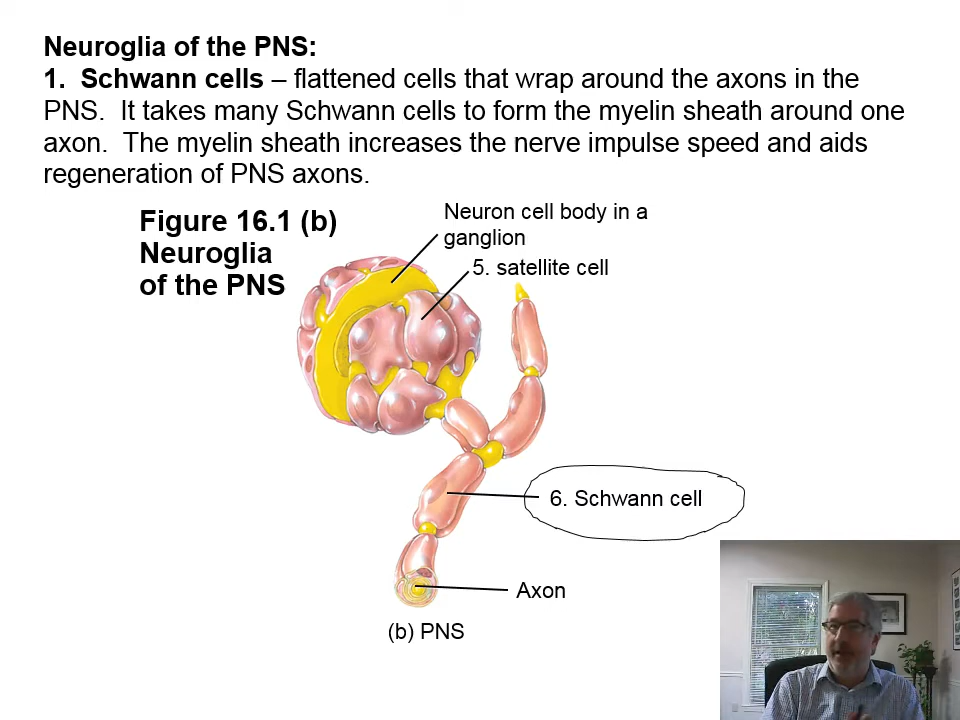 Neuroglia of the PNS:
1. Schwann cells – flattened cells that wrap around the axons in the
PNS. It takes many Schwann cells to form the myelin sheath around one
axon. The myelin sheath increases the nerve impulse speed and aids
regeneration of PNS axons.
Figure 16.1 (b)
Neuroglia
of the PNS
Neuron cell body in a
ganglion
5. satellite cell
6. Schwann cell
Axon
(b) PNS